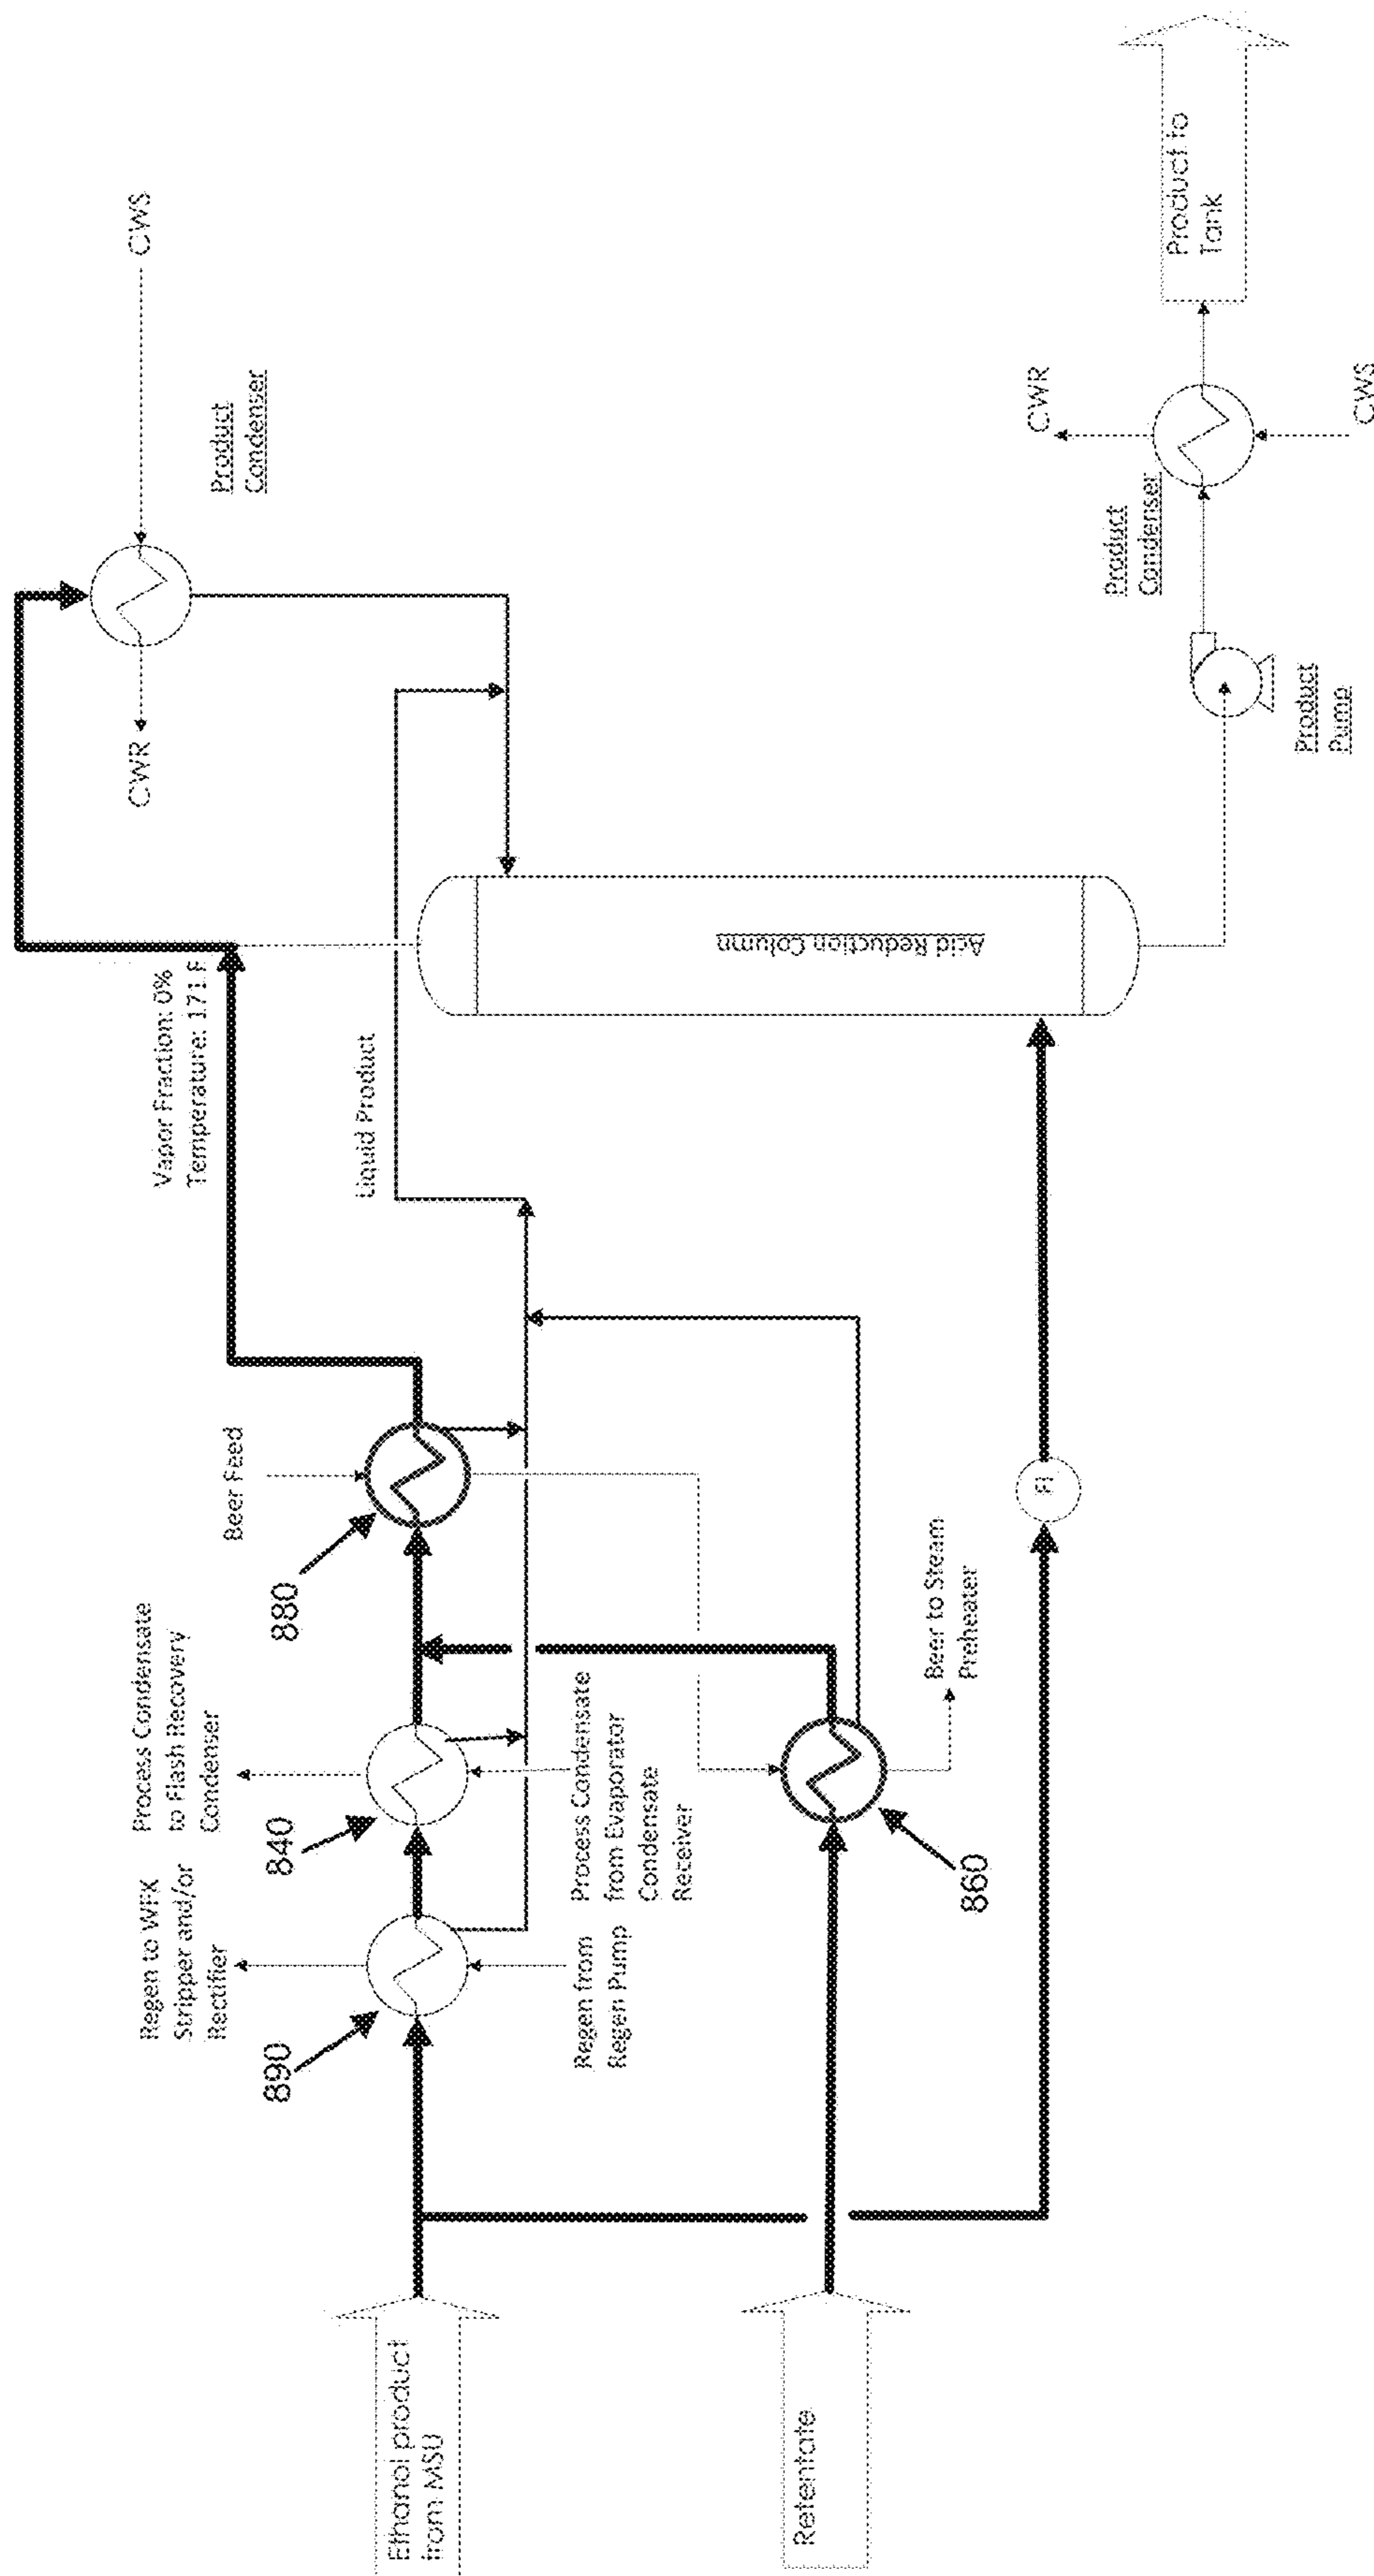 Ethanol product
from MSU
Retentate
890
Regen to WFX
Stripper and/or
Rectifier
Regen from
Regen Pump
840
Process Condensate
to Flash Recovery
Condenser
Process Condensate
from Evaporator
Condensate
Receiver
860
Beer to Steam
Preheater
880
Beer Feed
FI
Vapor Fraction: 0%
Temperature: 171 F
Liquid Product
Acid Reduction Column
CWR
CWS
Product
Condenser
Product
Pump
Product
Condenser
CWR
CWS
Product to
Tank